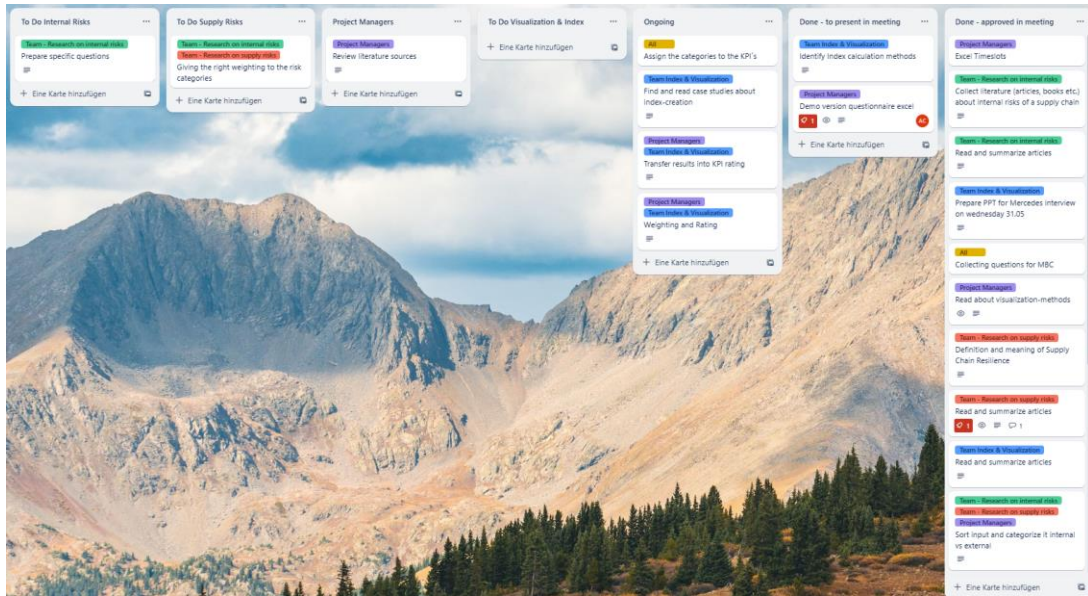 To Do Internal Risks
Team - Research on internal risks
Prepare specific questions
+ Eine Karte hinzufügen
To Do Supply Risks
Team - Research on internal risks
Team - Research on supply risks
Giving the right weighting to the risk
categories
+ Eine Karte hinzufügen
Project Managers
Project Managers
Review literature sources
+ Eine Karte hinzufügen
To Do Visualization & Index
+ Eine Karte hinzufügen
Ongoing
All
Assign the categories to the KPI's
Team Index & Visualization
Find and read case studies about
index-creation
Project Managers
Team Index & Visualization
Transfer results into KPI rating
Project Managers
Team Index & Visualization
Weighting and Rating
+ Eine Karte hinzufügen
Done - to present in meeting
Team Index & Visualization
Identify Index calculation methods
Project Managers
Demo version questionnaire excel
1
AC
+ Eine Karte hinzufügen
Done - approved in meeting
Project Managers
Excel Timeslots
Team - Research on internal risks
Collect literature (articles, books etc.)
about internal risks of a supply chain
Team - Research on internal risks
Read and summarize articles
Team Index & Visualization
Prepare PPT for Mercedes interview
on wednesday 31.05
All
Collecting questions for MBC
Project Managers
Read about visualization-methods
Team - Research on supply risks
Definition and meaning of Supply
Chain Resilience
Team - Research on supply risks
Read and summarize articles
1 1
Team Index & Visualization
Read and summarize articles
Team - Research on internal risks
Team - Research on supply risks
Project Managers
Sort input and categorize it internal
vs external
+ Eine Karte hinzufügen